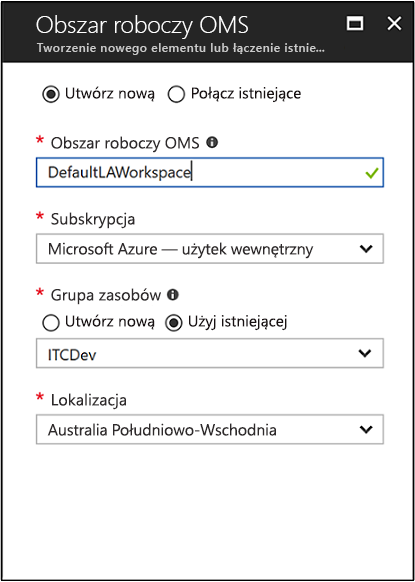 Obszar roboczy OMS
Tworzenie nowego elementu lub łączenie istnie...
Utwórz nową Połącz istniejące
* Obszar roboczy OMS
DefaultLAWorkspace
* Subskrypcja
Microsoft Azure — użytek wewnętrzny
* Grupa zasobów
Utwórz nową Użyj istniejącej
ITCDev
* Lokalizacja
Australia Południowo-Wschodnia